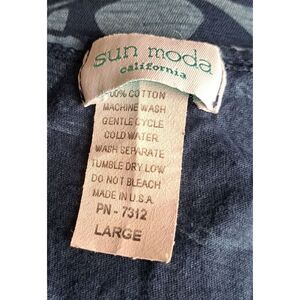 sun moda
california
100% COTTON
MACHINE WASH
GENTLE CYCLE
COLD WATER
WASH SEPARATE
TUMBLE DRY LOW
DO NOT BLEACH
MADE IN U.S.A.
PN - 7312
LARGE